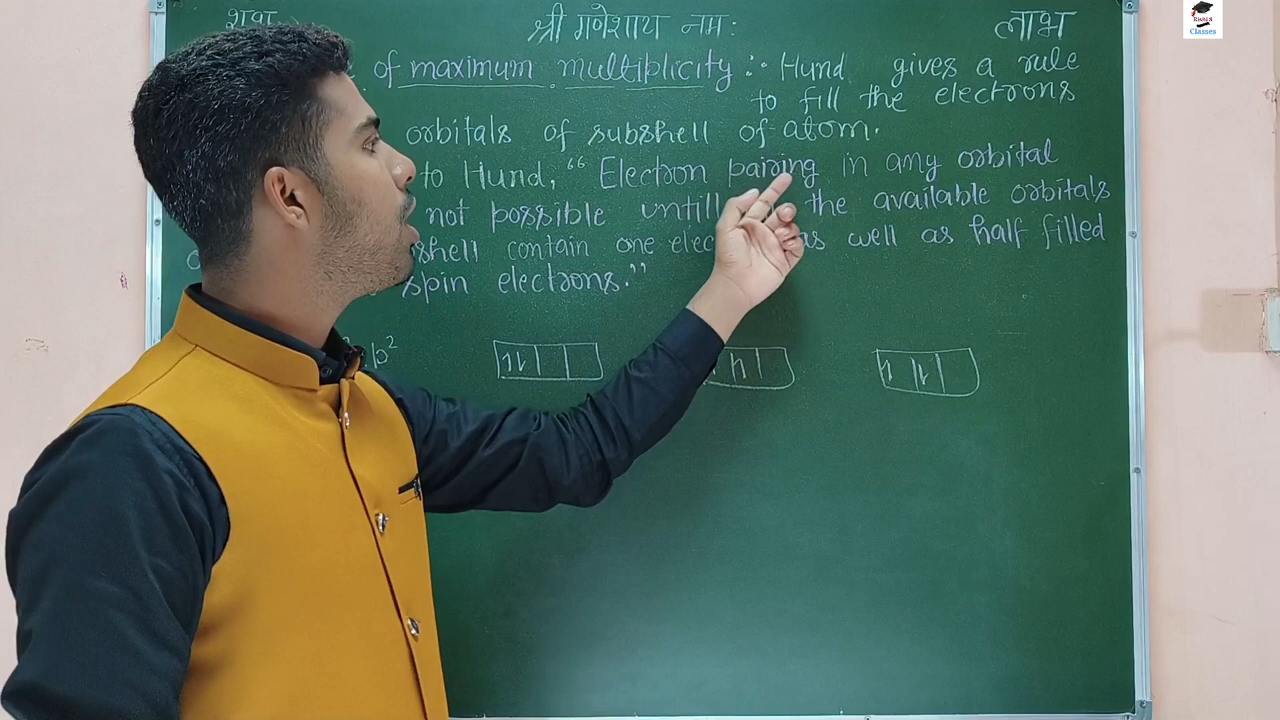 शुभ श्री गणेशाय नमः लाभ
of maximum multiplicity :- Hund gives a rule
to fill the electrons
orbitals of subshell of atom.
to Hund, "Electron pairing in any orbital
not possible untill the available orbitals
shell contain one elec as well as half filled
spin electrons."
p²
Rishi's
Classes